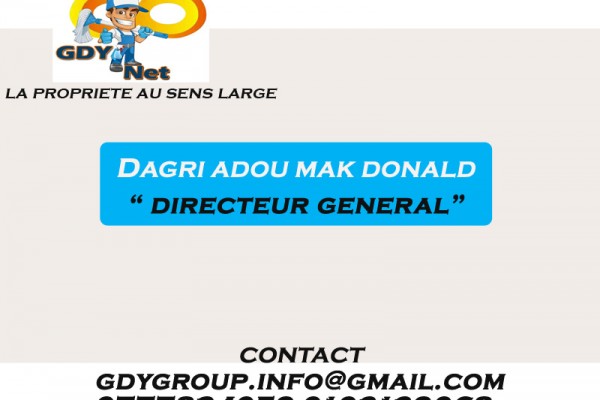 GDY
Net
LA PROPRIETE AU SENS LARGE
DAGRI ADOU MAK DONALD
“ DIRECTEUR GENERAL”
CONTACT
GDYGROUP.INFO@GMAIL.COM